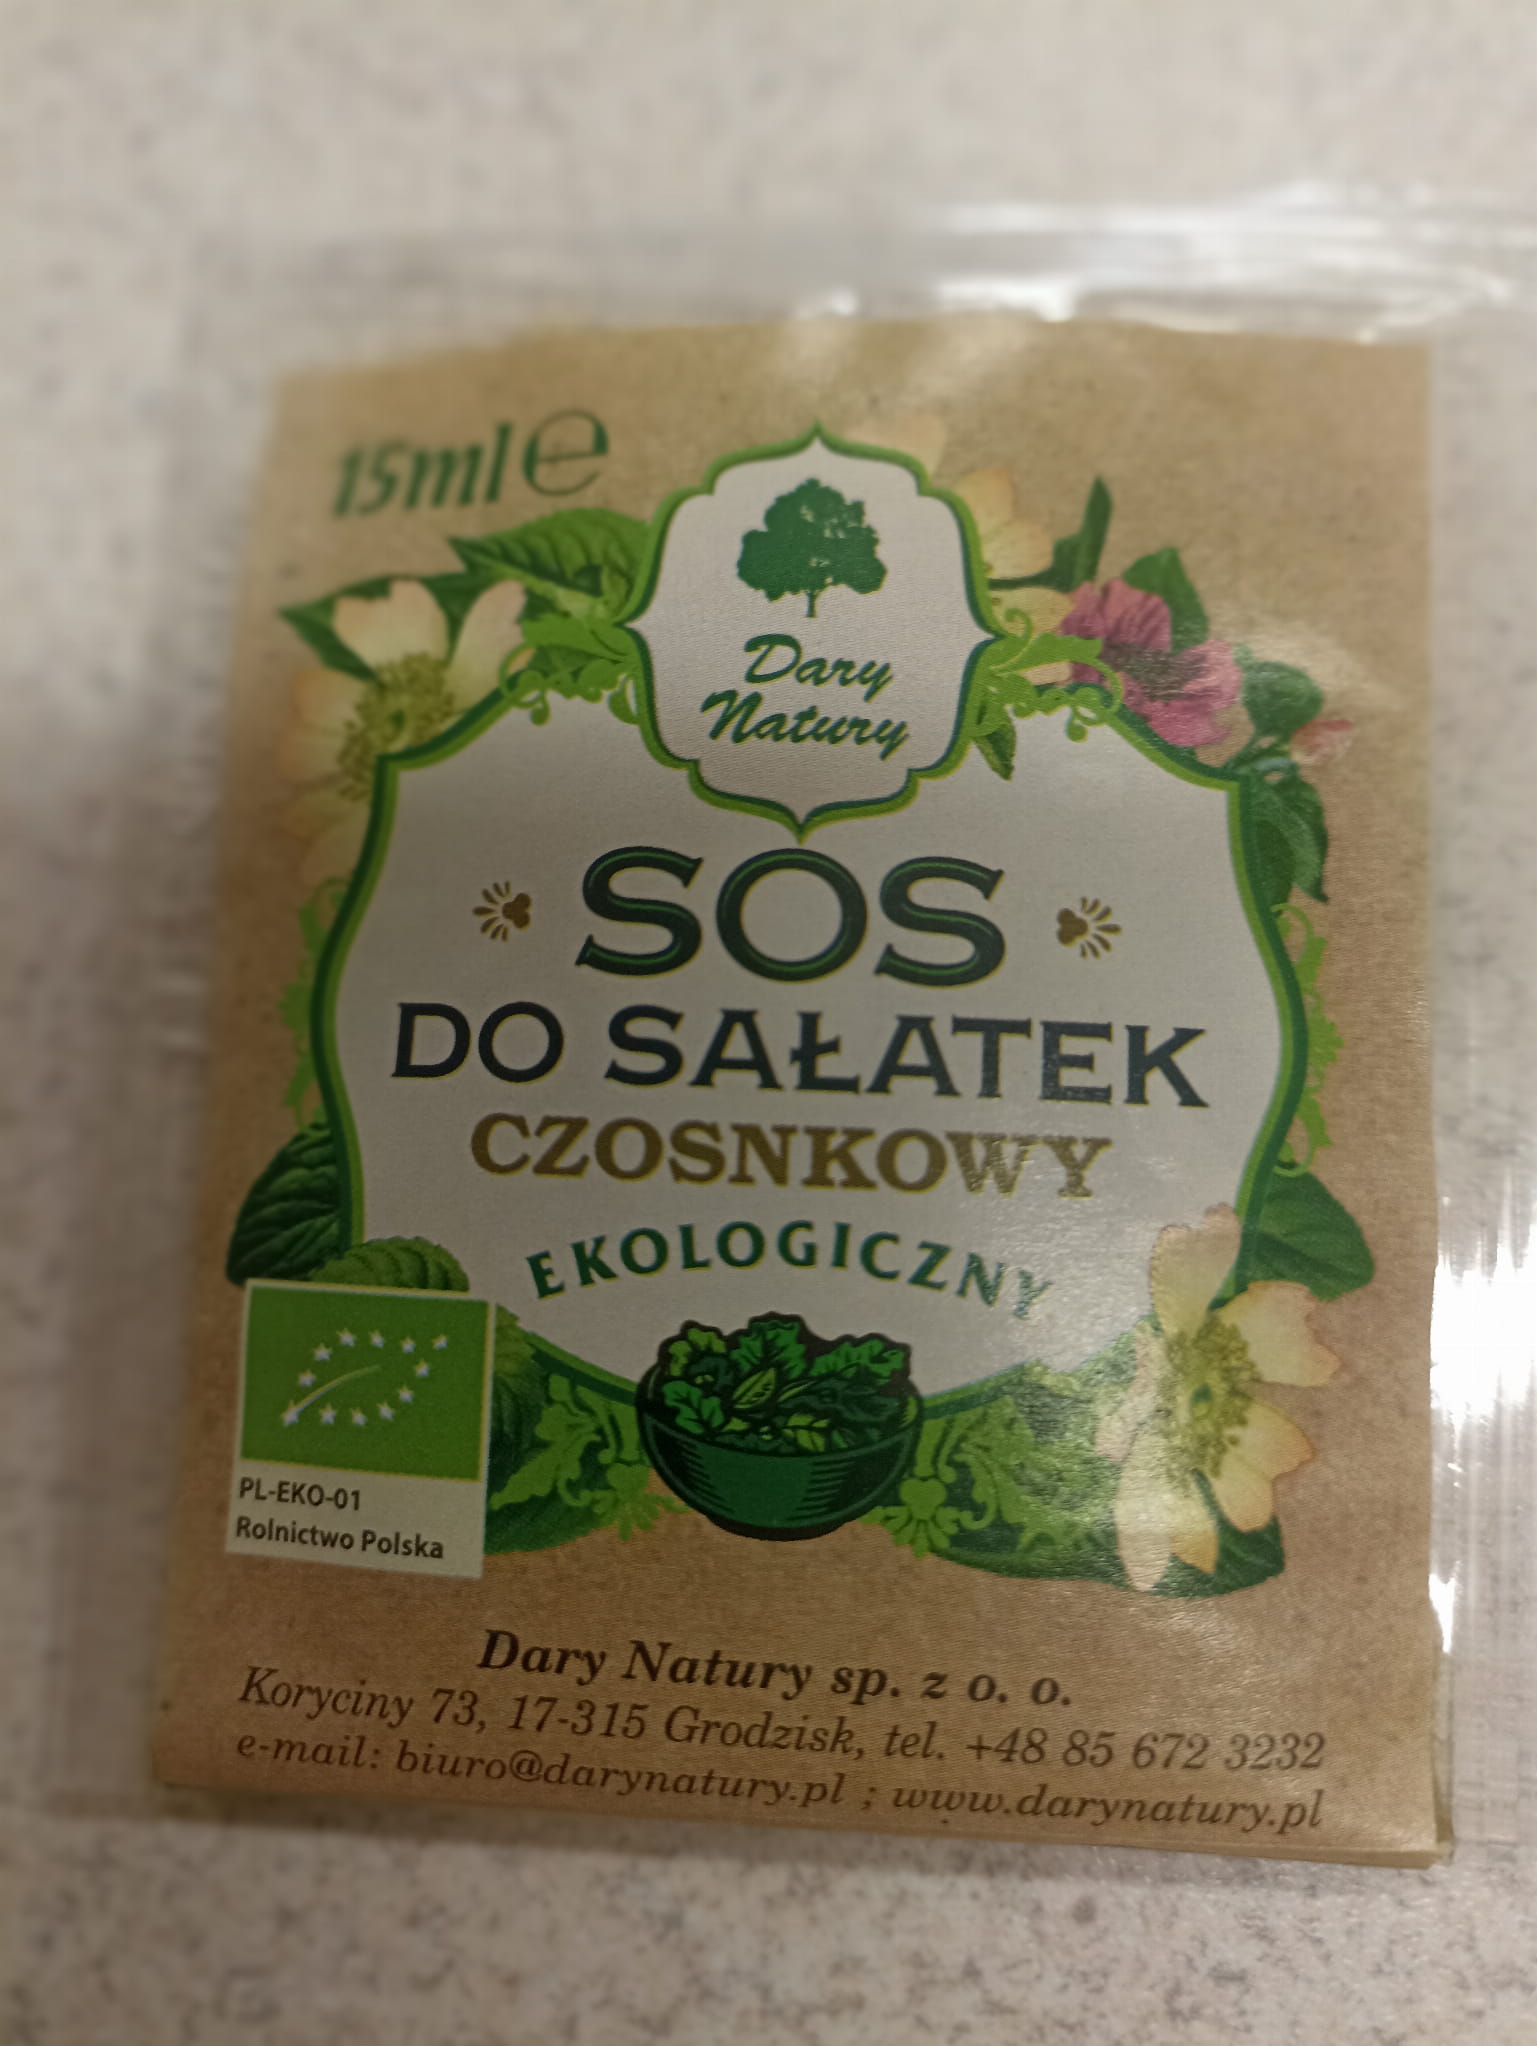 15ml℮
Dary
Natury
SOS
DO SAŁATEK
CZOSNKOWY
EKOLOGICZNY
PL-EKO-01
Rolnictwo Polska
Dary Natury sp. z o. o.
Koryciny 73, 17-315 Grodzisk, tel. +48 85 672 3232
e-mail: biuro@darynatury.pl ; www.darynatury.pl